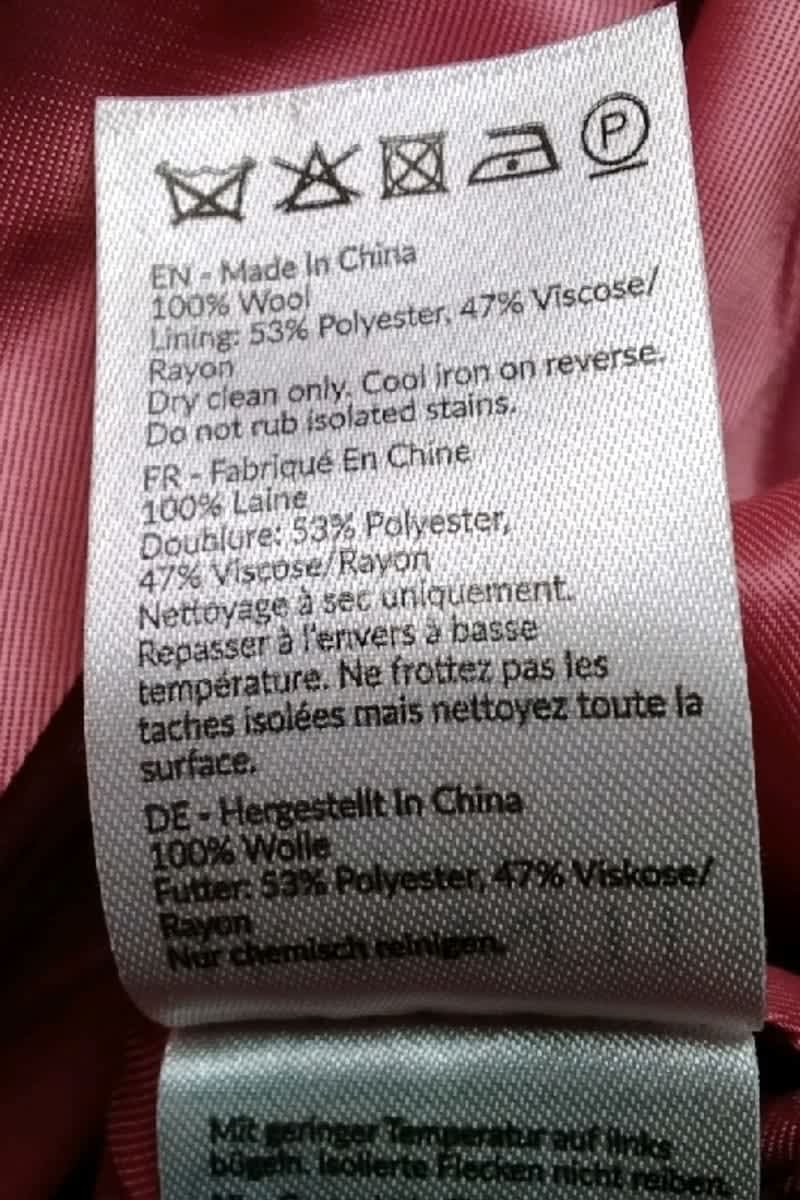 P
EN - Made In China
100% Wool
Lining: 53% Polyester, 47% Viscose/
Rayon
Dry clean only. Cool iron on reverse.
Do not rub isolated stains.
FR - Fabriqué En Chine
100% Laine
Doublure: 53% Polyester,
47% Viscose/Rayon
Nettoyage à sec uniquement.
Repasser à l'envers à basse
température. Ne frottez pas les
taches isolées mais nettoyez toute la
surface.
DE - Hergestellt In China
100% Wolle
Futter: 53% Polyester, 47% Viskose/
Rayon
Nur chemisch reinigen.
Mit geringer Temperatur auf links
bügeln. Isolierte Flecken nicht reiben.